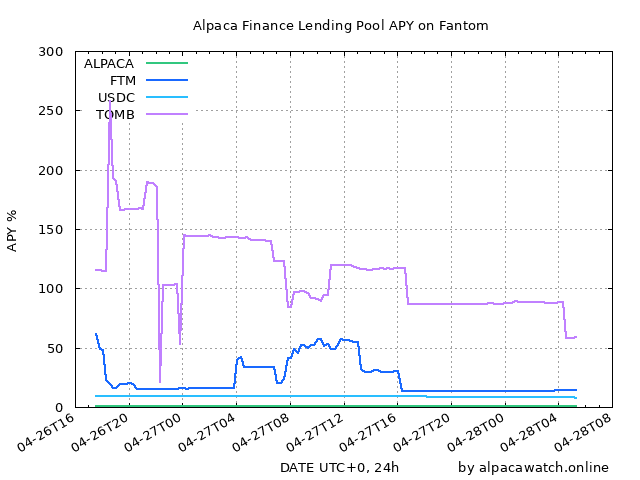 Alpaca Finance Lending Pool APY on Fantom
300
250
200
150
100
50
0
APY %
ALPACA
FTM
USDC
TOMB
04-26T16
04-26T20
04-27T00
04-27T04
04-27T08
04-27T12
04-27T16
04-27T20
04-28T00
04-28T04
04-28T08
DATE UTC+0, 24h
by alpacawatch.online